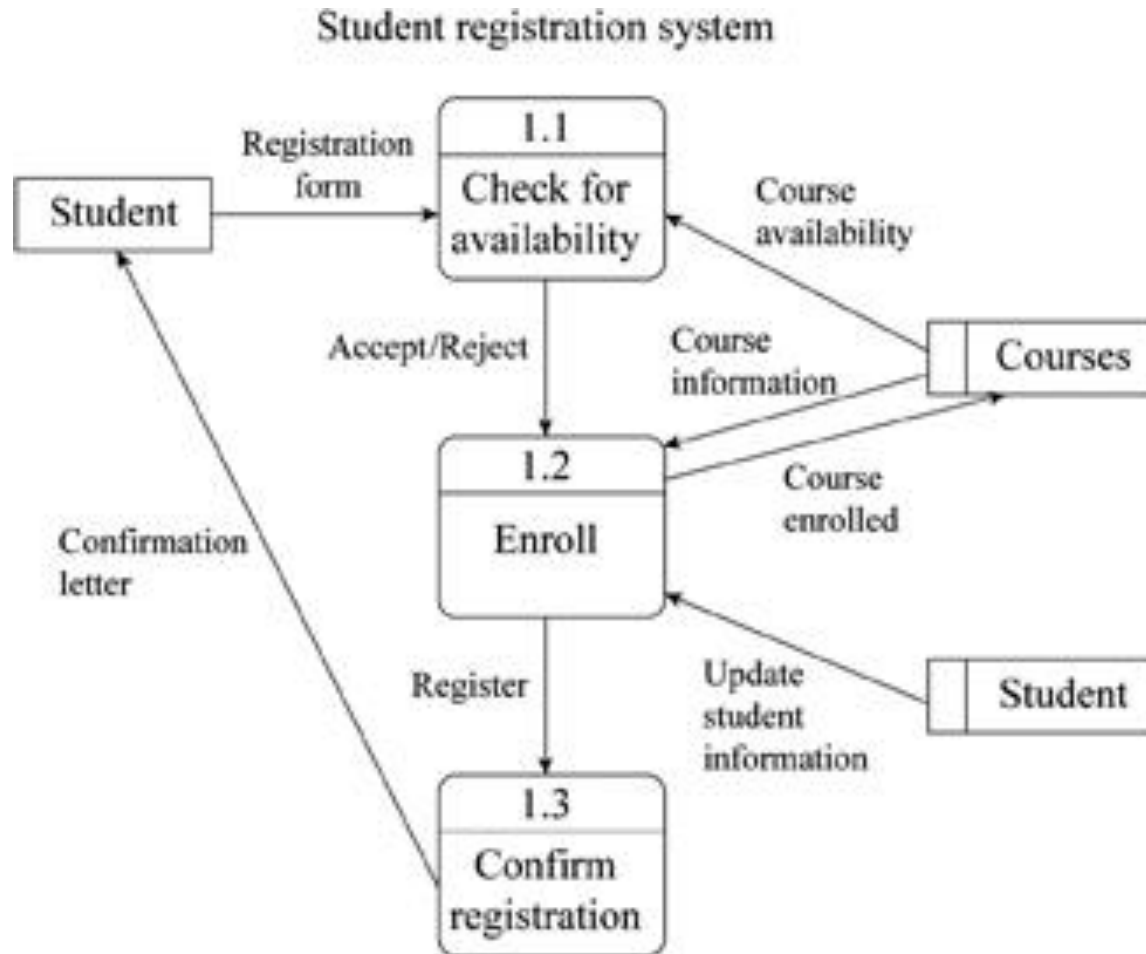 Student registration system
1.1
Registration
form
Check for
availability
Student
Course
availability
Accept/Reject
Course
information
Courses
1.2
Enroll
Course
enrolled
Confirmation
letter
Register
Update
student
information
Student
1.3
Confirm
registration